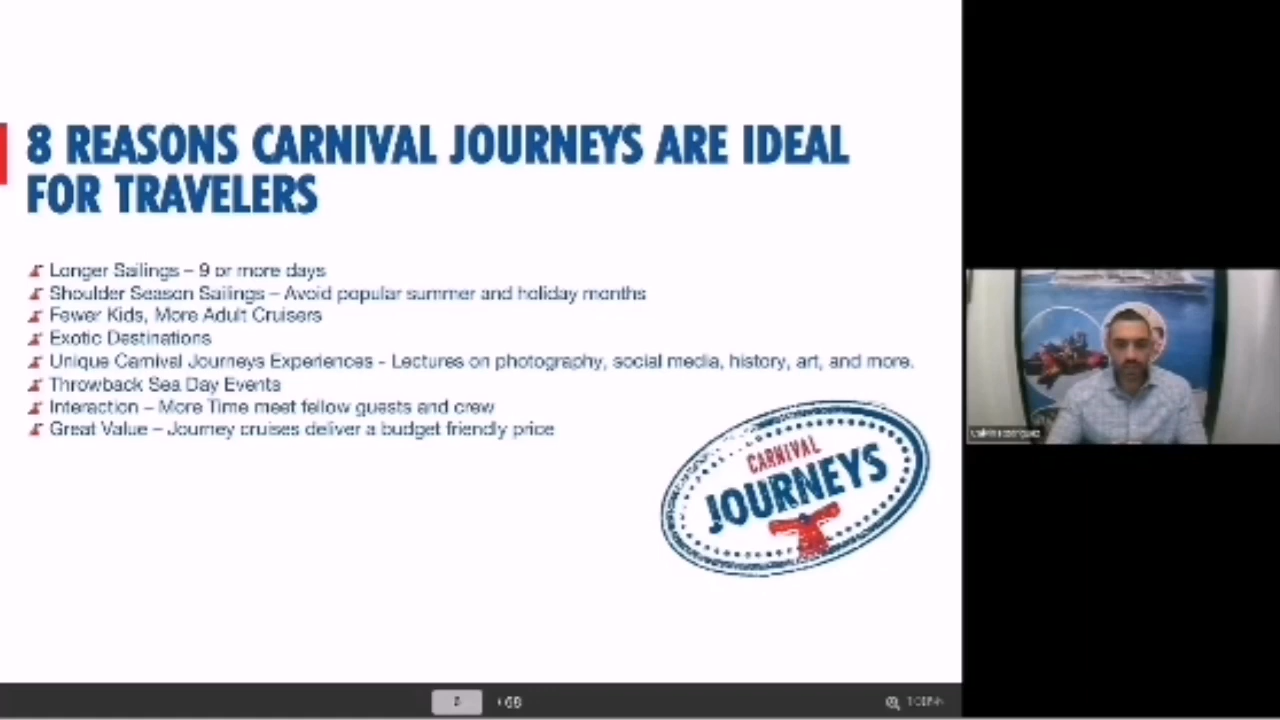 8 REASONS CARNIVAL JOURNEYS ARE IDEAL
FOR TRAVELERS
Longer Sailings – 9 or more days
Shoulder Season Sailings – Avoid popular summer and holiday months
Fewer Kids, More Adult Cruisers
Exotic Destinations
Unique Carnival Journeys Experiences - Lectures on photography, social media, history, art, and more.
Throwback Sea Day Events
Interaction – More Time meet fellow guests and crew
Great Value – Journey cruises deliver a budget friendly price
CARNIVAL
JOURNEYS
/ 68